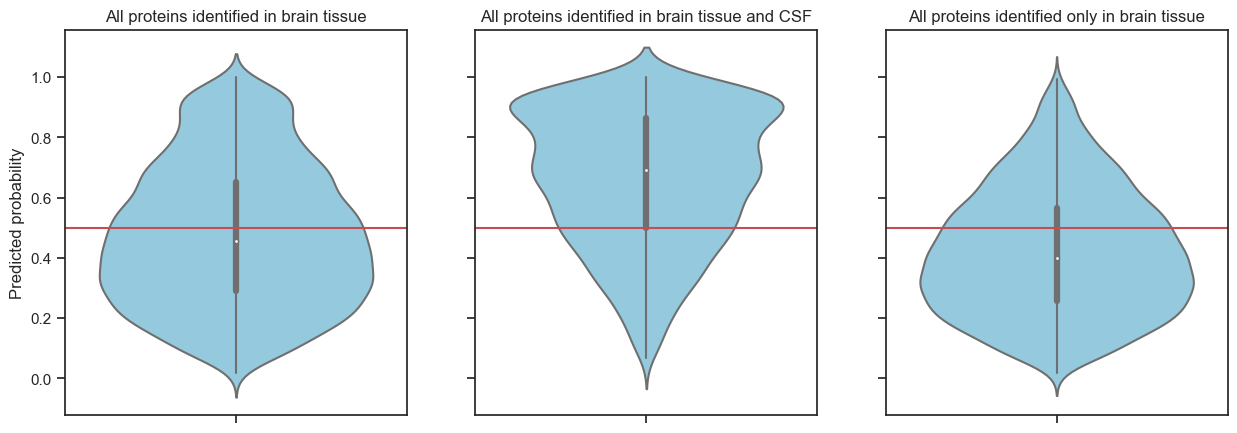 All proteins identified in brain tissue
All proteins identified in brain tissue and CSF
All proteins identified only in brain tissue
Predicted probability
1.0
0.8
0.6
0.4
0.2
0.0